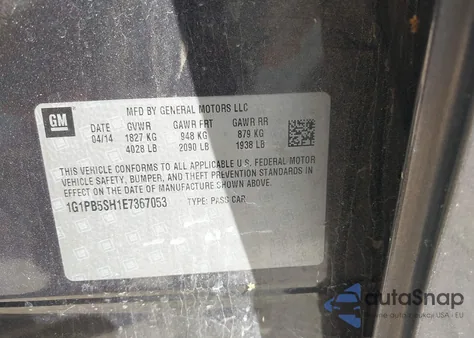 GM
MFD BY GENERAL MOTORS LLC
DATE GVWR GAWR FRT GAWR RR
04/14 1827 KG 948 KG 879 KG
4028 LB 2090 LB 1938 LB
THIS VEHICLE CONFORMS TO ALL APPLICABLE U.S. FEDERAL MOTOR
VEHICLE SAFETY, BUMPER, AND THEFT PREVENTION STANDARDS IN
EFFECT ON THE DATE OF MANUFACTURE SHOWN ABOVE.
1G1PB5SH1E7367053 TYPE: PASS CAR
autoSnap